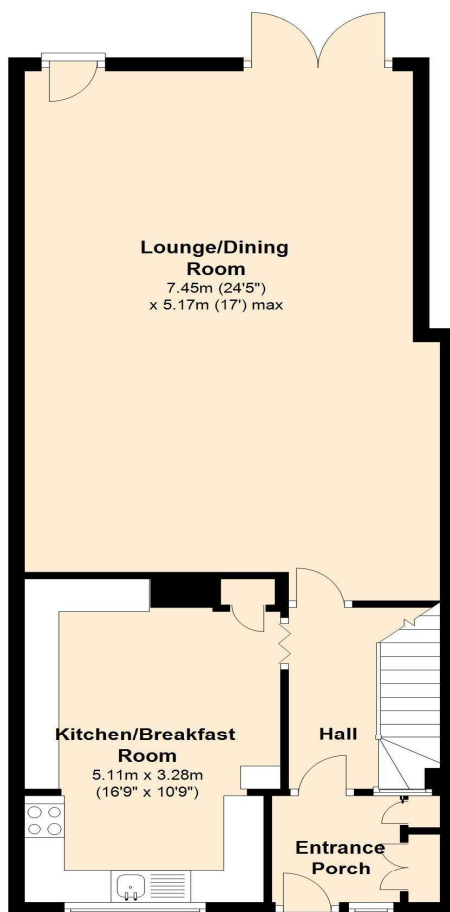 Lounge/Dining
Room
7.45m (24'5")
x 5.17m (17') max
Kitchen/Breakfast
Room
5.11m x 3.28m
(16'9" x 10'9")
Hall
Entrance
Porch